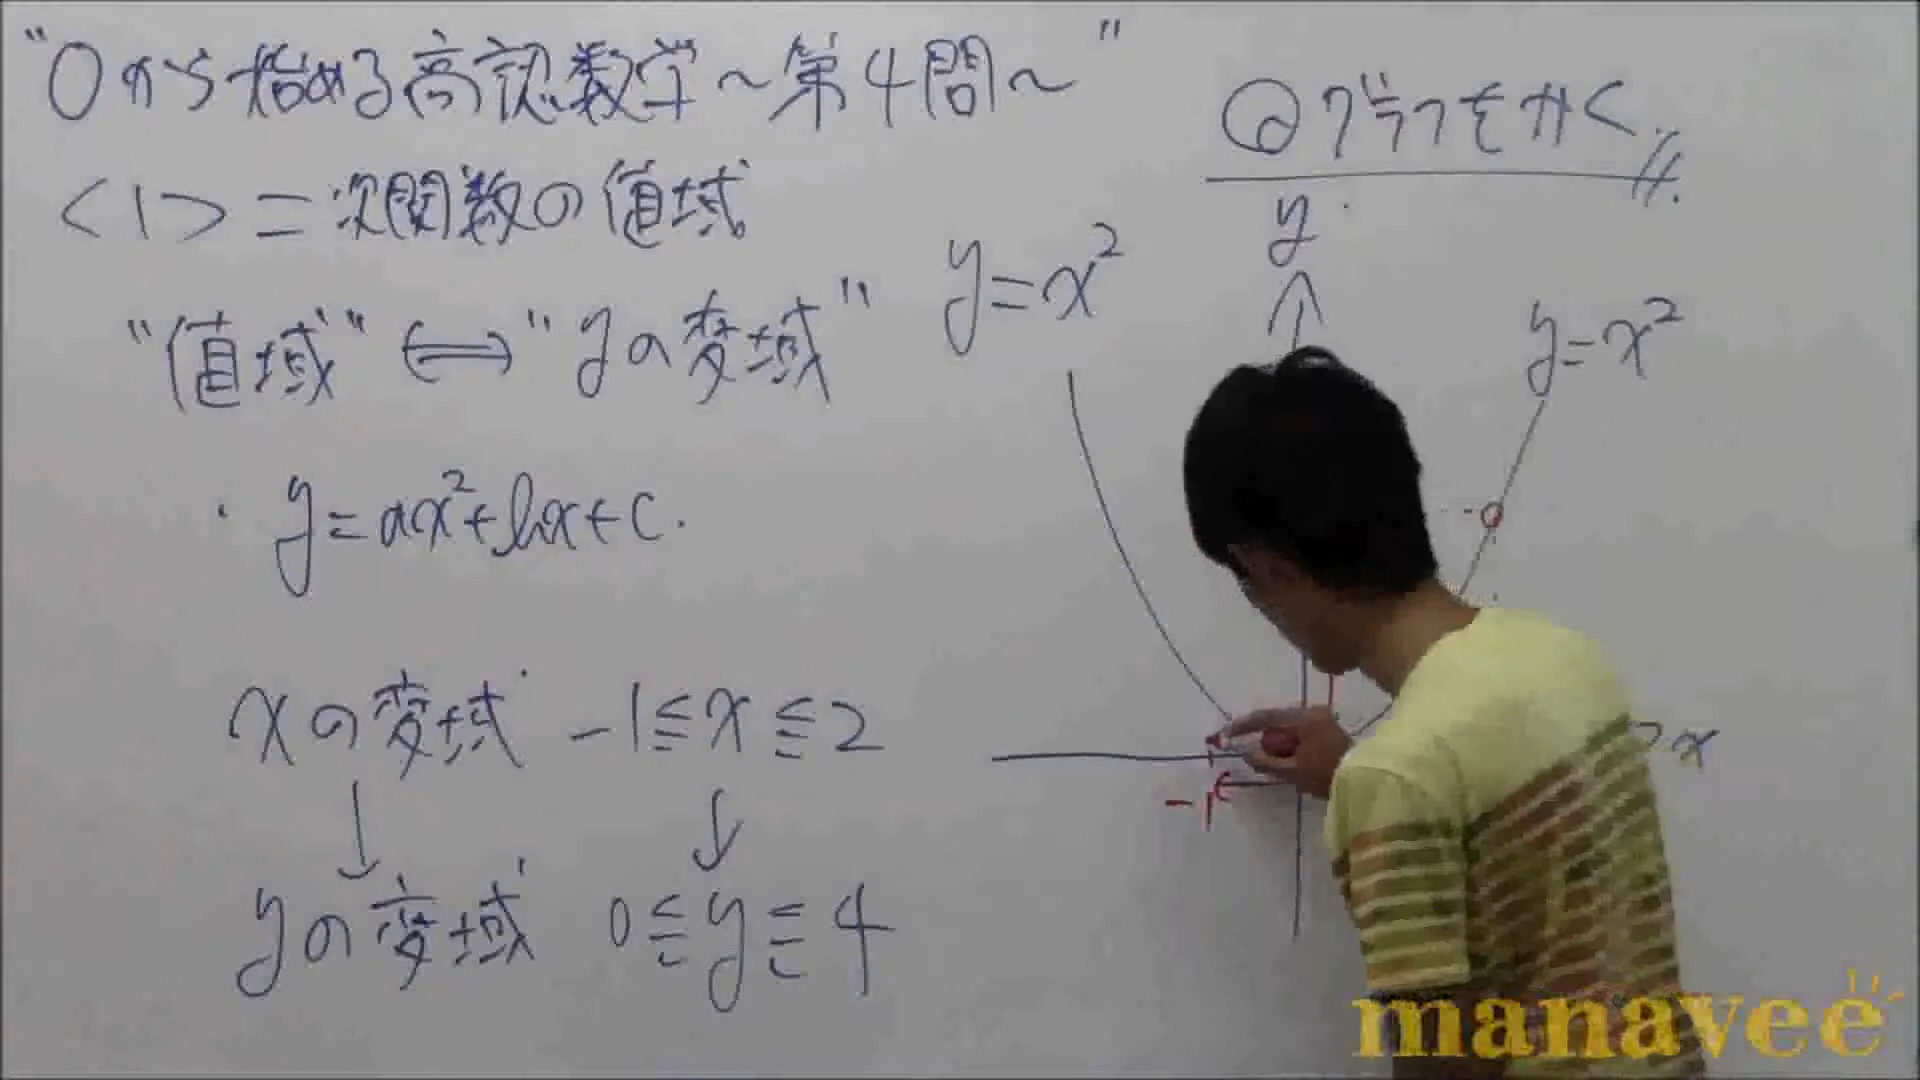 "0から始める高認数学〜第4問〜"
<1>二次関数の値域
"値域" ⟺ "yの変域"
・y=ax²+bx+c.
xの変域 -1≦x≦2
↓ ↓
yの変域 0≦y≦4
y=x²
◎グラフをかく
y
y=x²
x
-1
manavee